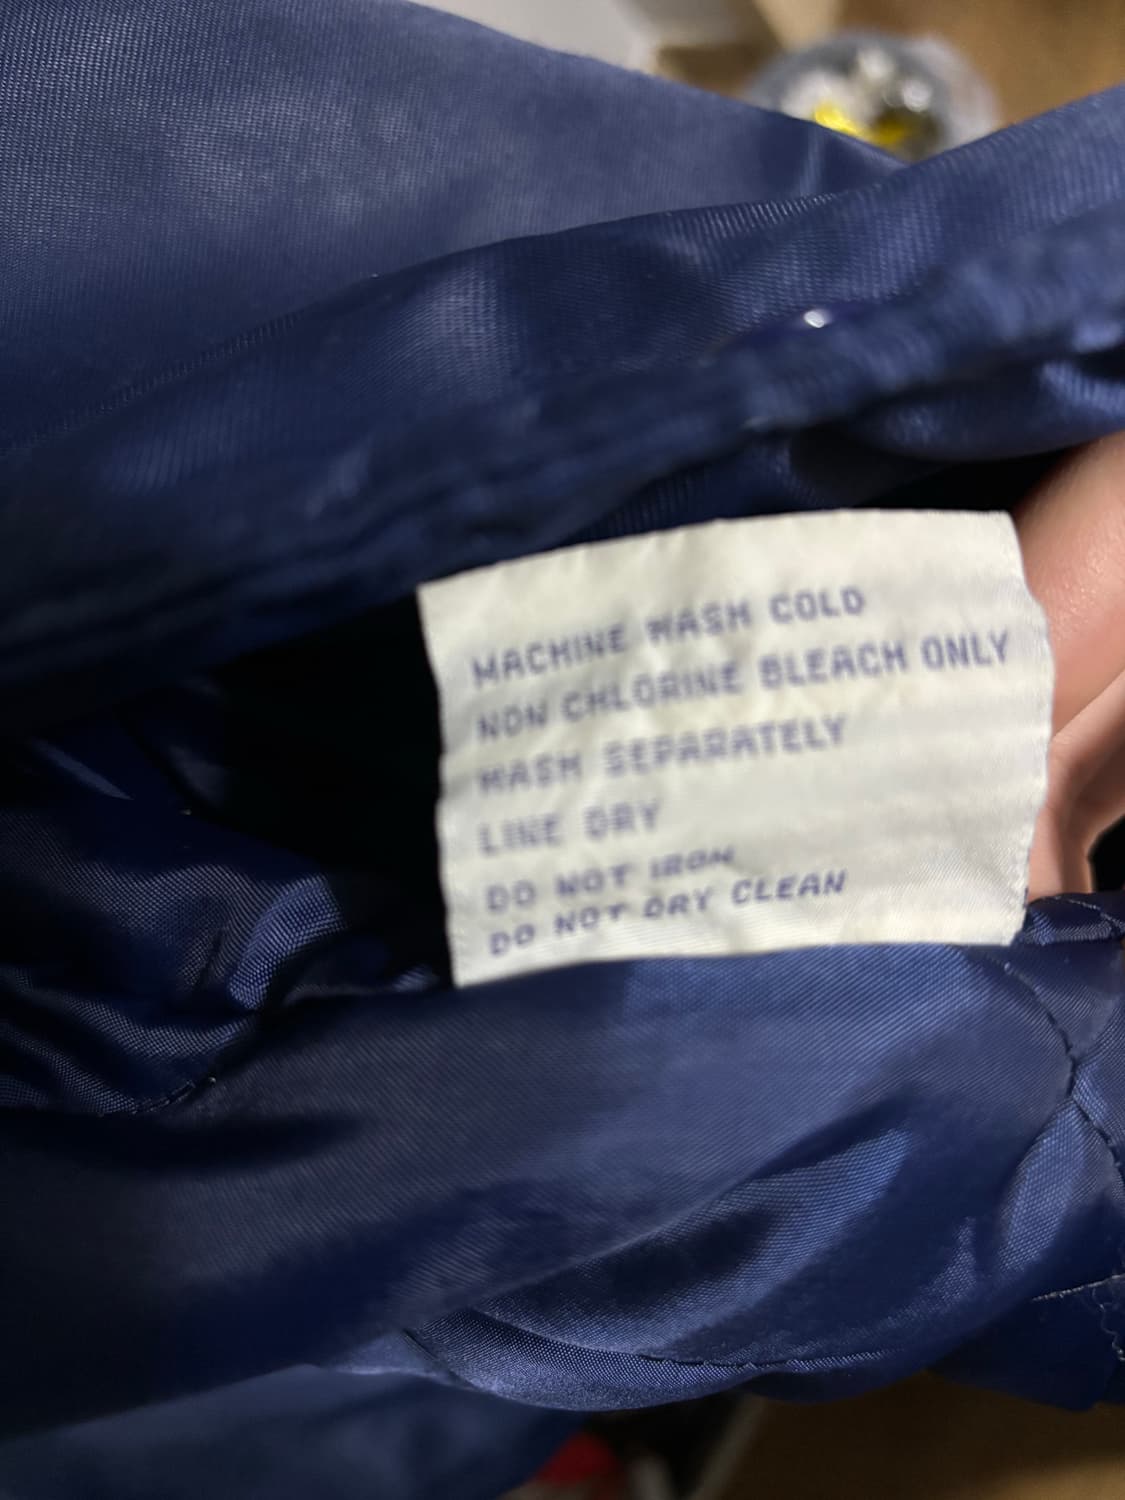 MACHINE WASH COLD
NON CHLORINE BLEACH ONLY
WASH SEPARATELY
LINE DRY
DO NOT IRON
DO NOT DRY CLEAN